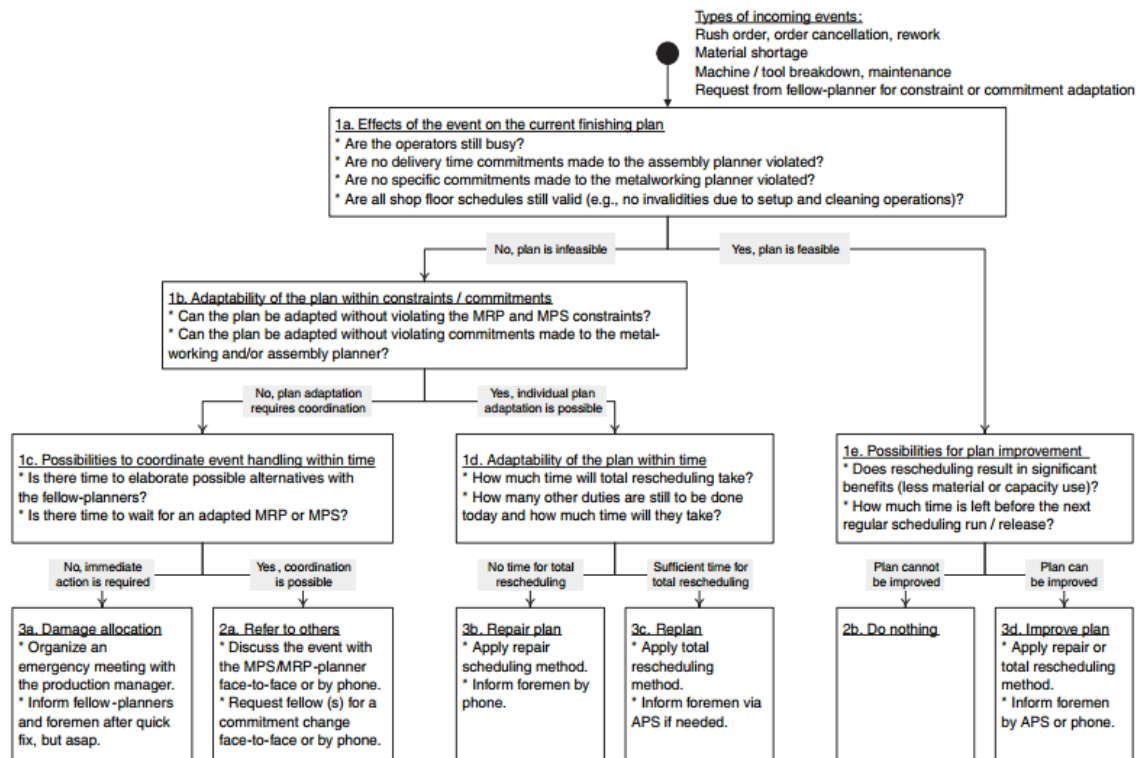 Types of incoming events:
Rush order, order cancellation, rework
Material shortage
Machine / tool breakdown, maintenance
Request from fellow-planner for constraint or commitment adaptation
1a. Effects of the event on the current finishing plan
* Are the operators still busy?
* Are no delivery time commitments made to the assembly planner violated?
* Are no specific commitments made to the metalworking planner violated?
* Are all shop floor schedules still valid (e.g., no invalidities due to setup and cleaning operations)?
No, plan is infeasible
Yes, plan is feasible
1b. Adaptability of the plan within constraints / commitments
* Can the plan be adapted without violating the MRP and MPS constraints?
* Can the plan be adapted without violating commitments made to the metal-
working and/or assembly planner?
No, plan adaptation
requires coordination
Yes, individual plan
adaptation is possible
1c. Possibilities to coordinate event handling within time
* Is there time to elaborate possible alternatives with
the fellow-planners?
* Is there time to wait for an adapted MRP or MPS?
1d. Adaptability of the plan within time
* How much time will total rescheduling take?
* How many other duties are still to be done
today and how much time will they take?
1e. Possibilities for plan improvement
* Does rescheduling result in significant
benefits (less material or capacity use)?
* How much time is left before the next
regular scheduling run / release?
No, immediate
action is required
Yes, coordination
is possible
No time for total
rescheduling
Sufficient time for
total rescheduling
Plan cannot
be improved
Plan can
be improved
3a. Damage allocation
* Organize an
emergency meeting with
the production manager.
* Inform fellow-planners
and foremen after quick
fix, but asap.
2a. Refer to others
* Discuss the event with
the MPS/MRP-planner
face-to-face or by phone.
* Request fellow (s) for a
commitment change
face-to-face or by phone.
3b. Repair plan
* Apply repair
scheduling method.
* Inform foremen by
phone.
3c. Replan
* Apply total
rescheduling
method.
* Inform foremen via
APS if needed.
2b. Do nothing
3d. Improve plan
* Apply repair or
total rescheduling
method.
* Inform foremen
by APS or phone.